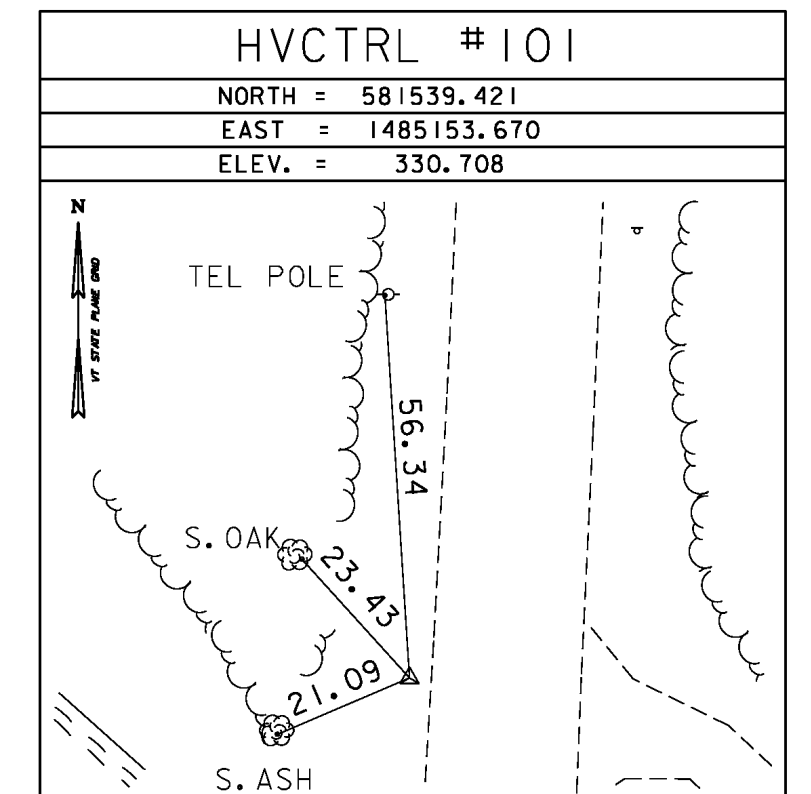 HVCTRL #101
NORTH = 581539.421
EAST = 1485153.670
ELEV. = 330.708
N
VT STATE PLANE GRID
TEL POLE
56.34
S. OAK
23.43
21.09
S. ASH